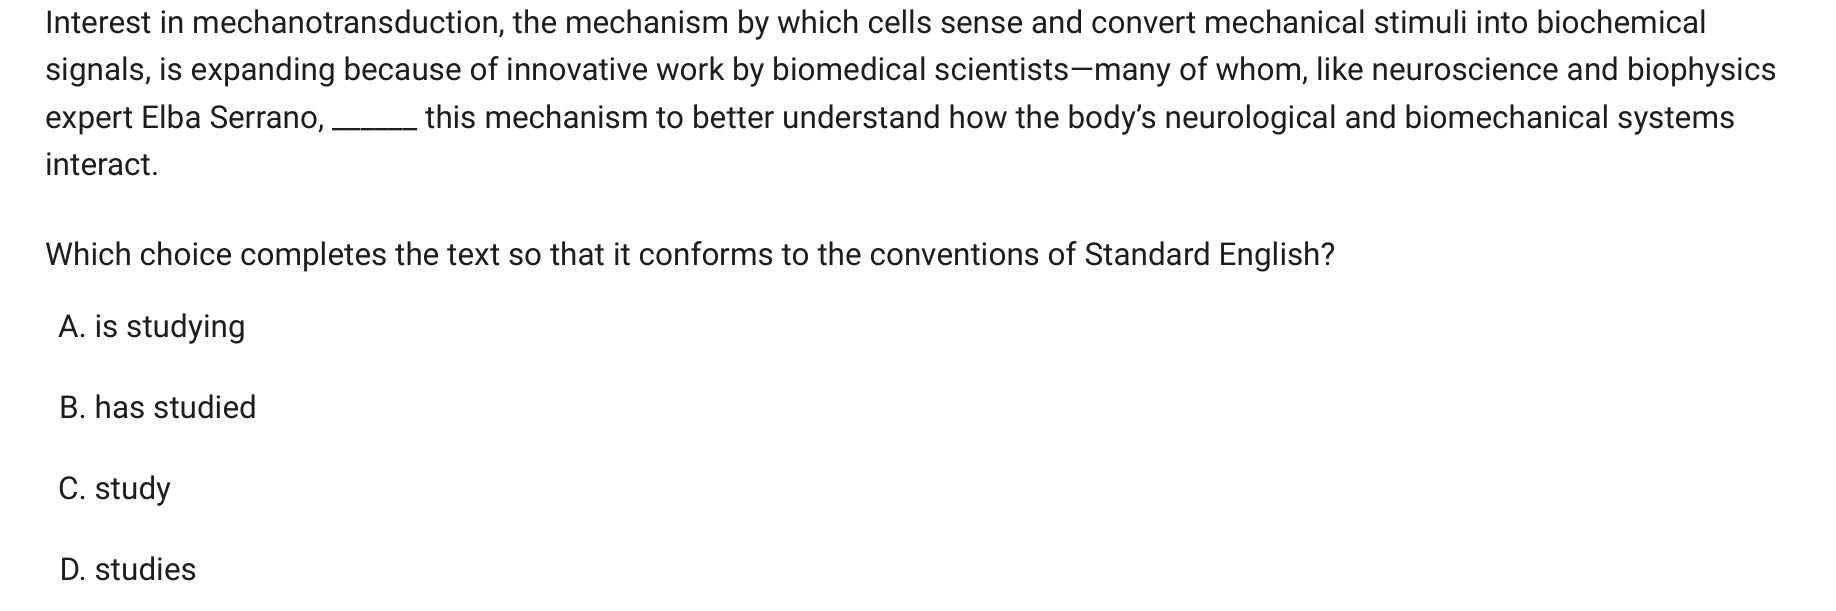 Interest in mechanotransduction, the mechanism by which cells sense and convert mechanical stimuli into biochemical
signals, is expanding because of innovative work by biomedical scientists—many of whom, like neuroscience and biophysics
expert Elba Serrano, ______ this mechanism to better understand how the body’s neurological and biomechanical systems
interact.
Which choice completes the text so that it conforms to the conventions of Standard English?
A. is studying
B. has studied
C. study
D. studies